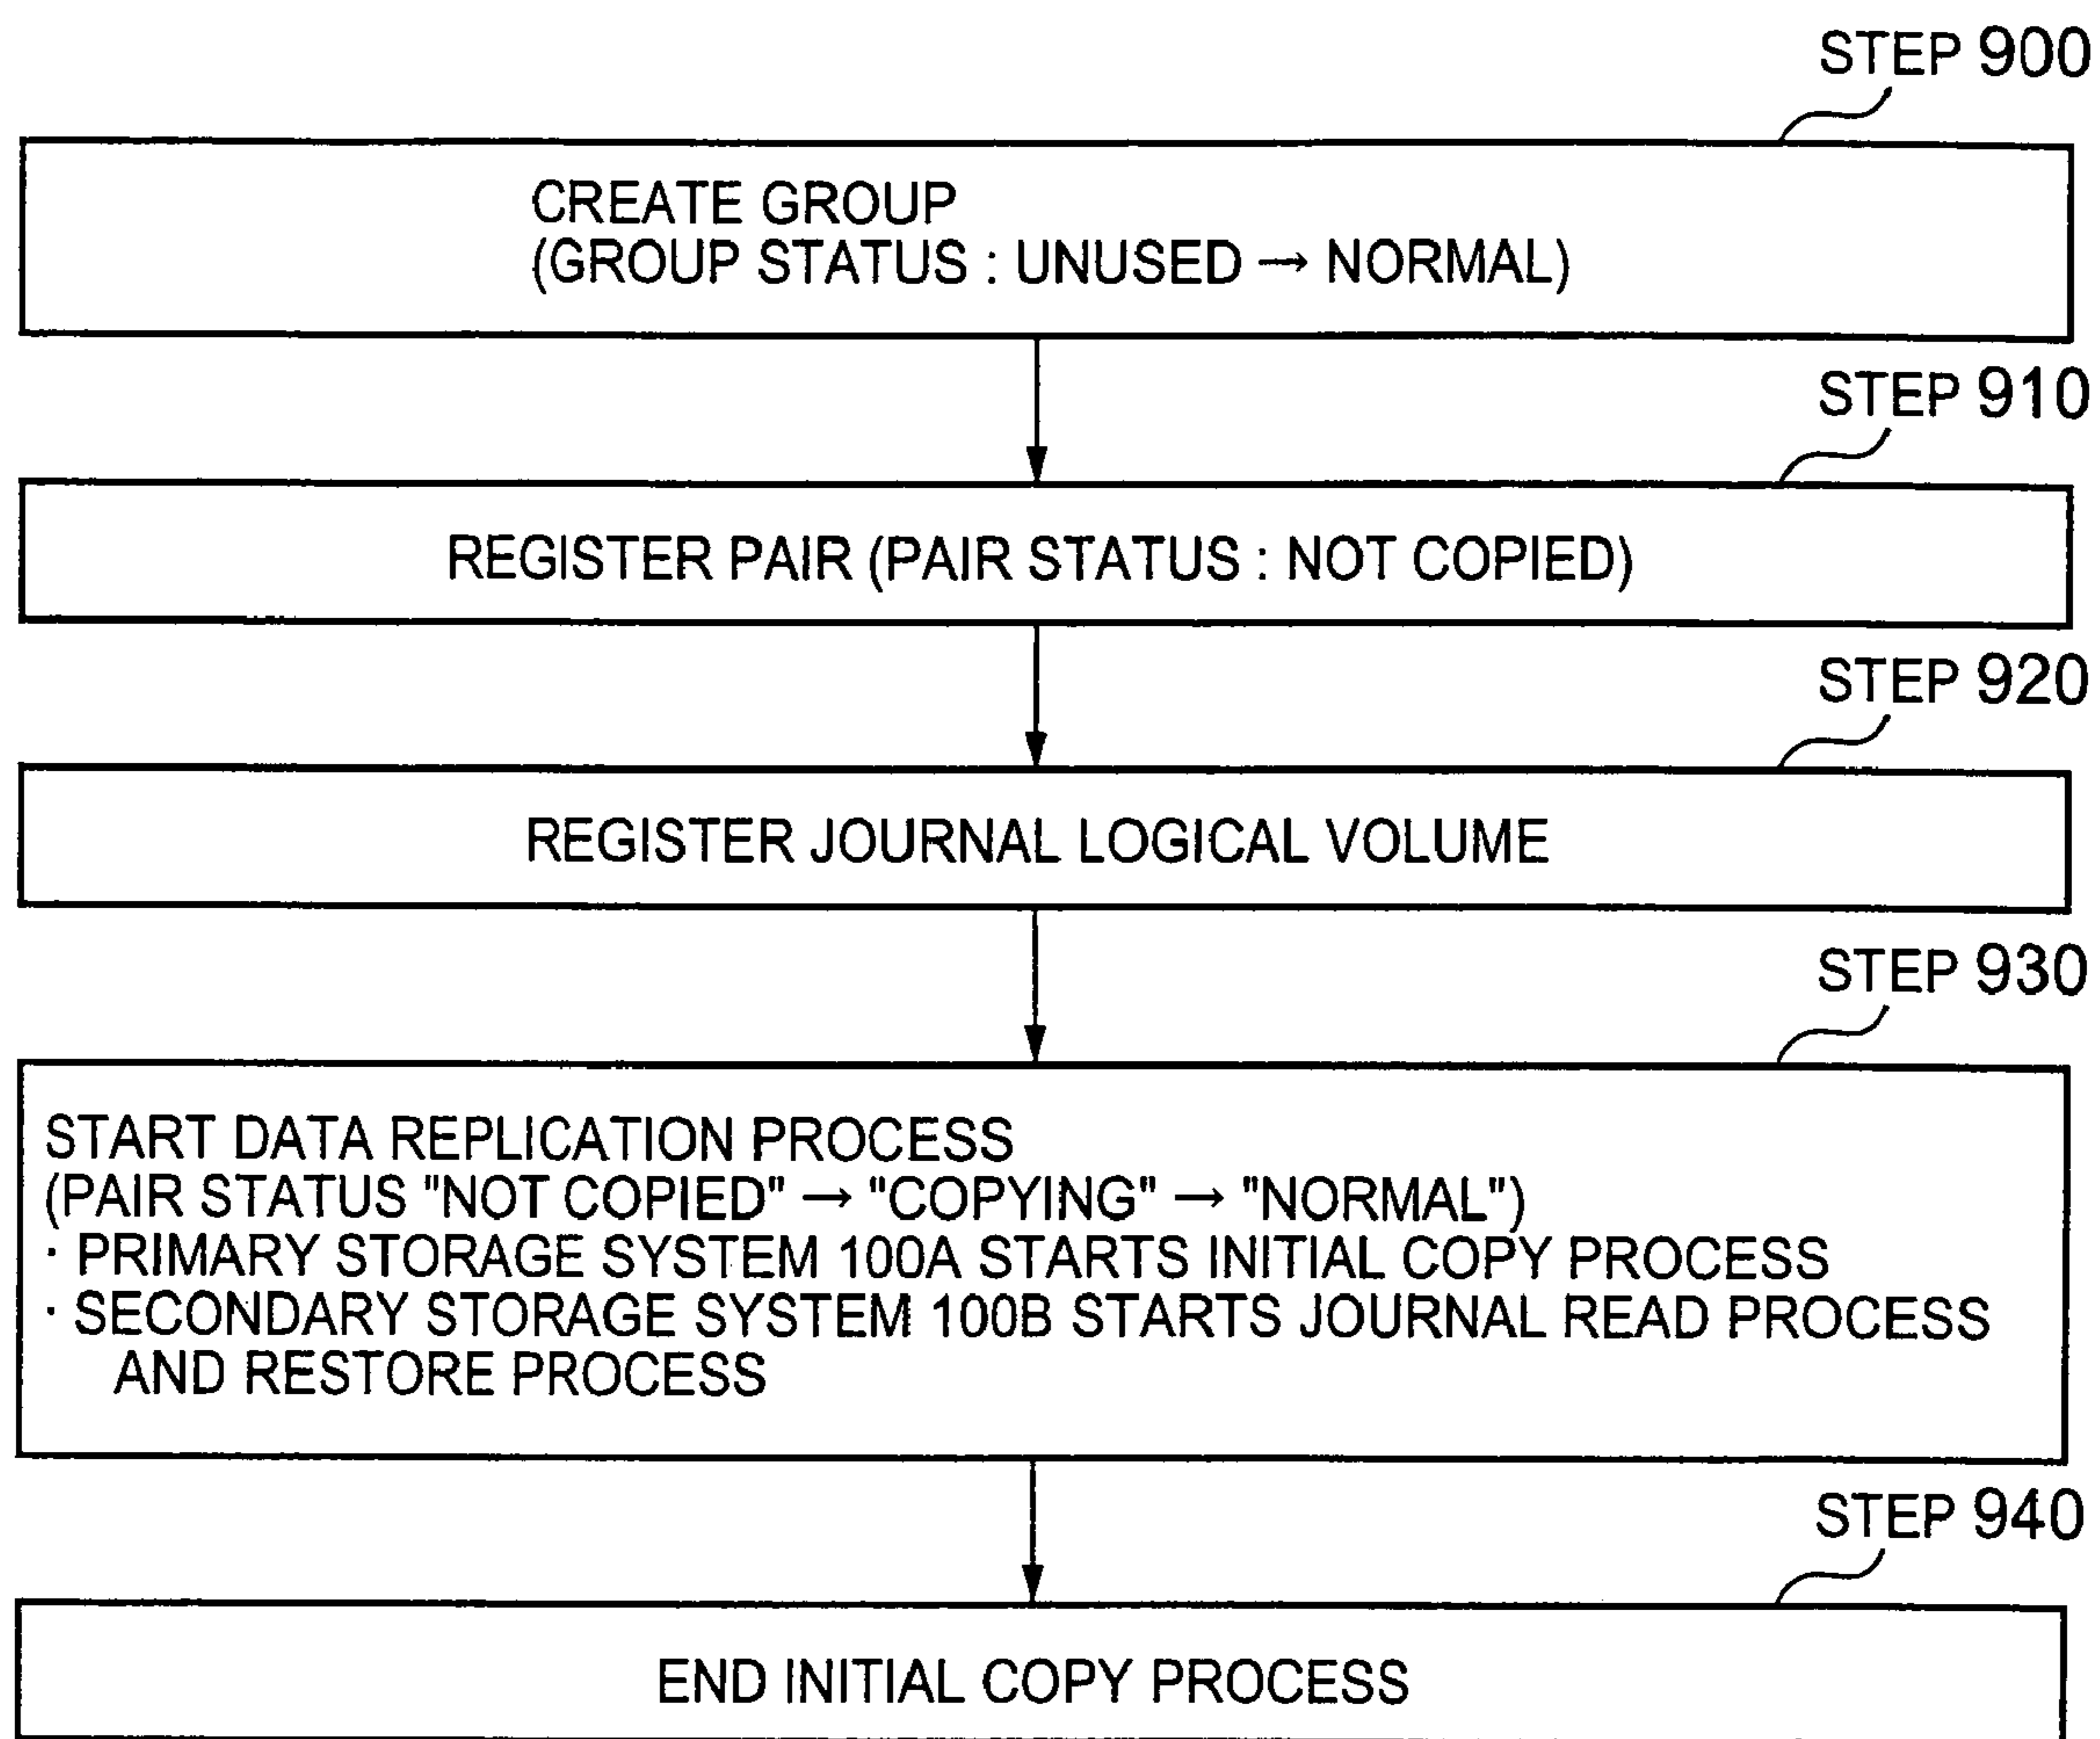 STEP 900
CREATE GROUP
(GROUP STATUS : UNUSED → NORMAL)
STEP 910
REGISTER PAIR (PAIR STATUS : NOT COPIED)
STEP 920
REGISTER JOURNAL LOGICAL VOLUME
STEP 930
START DATA REPLICATION PROCESS
(PAIR STATUS "NOT COPIED" → "COPYING" → "NORMAL")
· PRIMARY STORAGE SYSTEM 100A STARTS INITIAL COPY PROCESS
· SECONDARY STORAGE SYSTEM 100B STARTS JOURNAL READ PROCESS
AND RESTORE PROCESS
STEP 940
END INITIAL COPY PROCESS